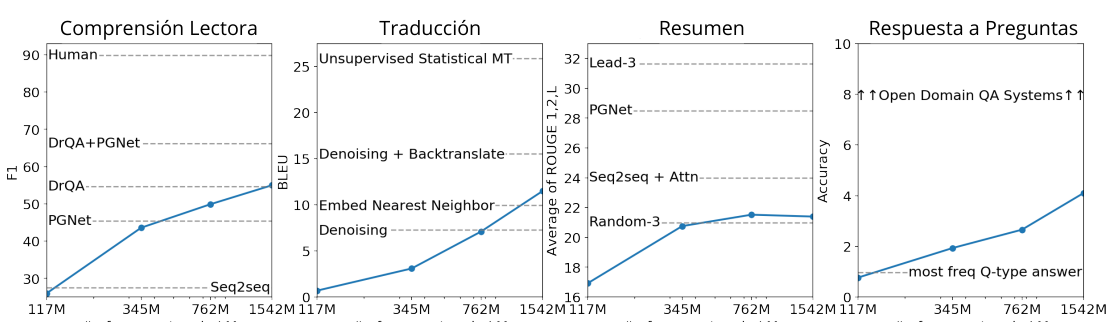 Comprensión Lectora
90
80
70
60
50
40
30
F1
Human
DrQA+PGNet
DrQA
PGNet
Seq2seq
117M
345M
762M
1542M
Traducción
25
20
15
10
5
0
BLEU
Unsupervised Statistical MT
Denoising + Backtranslate
Embed Nearest Neighbor
Denoising
117M
345M
762M
1542M
Resumen
32
30
28
26
24
22
20
18
16
Average of ROUGE 1,2,L
Lead-3
PGNet
Seq2seq + Attn
Random-3
117M
345M
762M
1542M
Respuesta a Preguntas
10
8
6
4
2
0
Accuracy
↑↑Open Domain QA Systems↑↑
most freq Q-type answer
117M
345M
762M
1542M